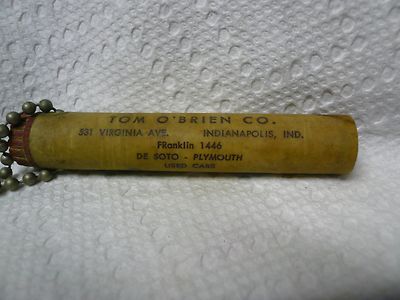 TOM O'BRIEN CO.
531 VIRGINIA AVE. INDIANAPOLIS, IND.
FRanklin 1446
DE SOTO - PLYMOUTH
USED CARS